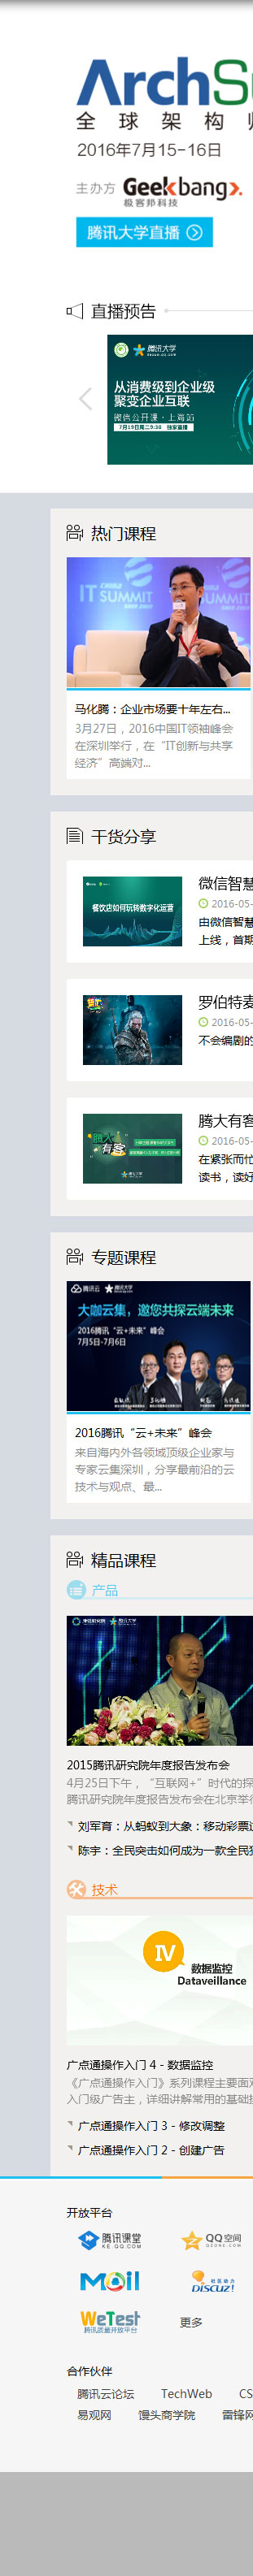 ArchS
全 球 架 构
2016年7月15-16日
主办方 Geekbang>.
极客邦科技
腾讯大学直播
直播预告
腾讯大学
从消费级到企业级
聚变企业互联
微信公开课·上海站
7月19日周二9:30 独家直播
热门课程
IT SUMMIT
马化腾：企业市场要十年左右...
3月27日，2016中国IT领袖峰会
在深圳举行，在“IT创新与共享
经济”高端对...
干货分享
餐饮店如何玩转数字化运营
微信智慧
2016-05-
由微信智慧
上线，首期
罗伯特麦
2016-05-
不会编剧的
腾大有客
腾大有客
2016-05-
在紧张而忙
读书，读好
专题课程
腾讯云 腾讯大学
大咖云集，邀您共探云端未来
2016腾讯“云+未来”峰会
7月5日-7月6日
2016腾讯“云+未来”峰会
来自海内外各领域顶级企业家与
专家云集深圳，分享最前沿的云
技术与观点、最...
精品课程
产品
腾讯大学
2015腾讯研究院年度报告发布会
4月25日下午，“互联网+”时代的探
腾讯研究院年度报告发布会在北京举行
刘军育：从蚂蚁到大象：移动彩票
陈宇：全民突击如何成为一款全民
技术
IV
数据监控
Dataveillance
广点通操作入门 4 - 数据监控
《广点通操作入门》系列课程主要面
入门级广告主，详细讲解常用的基础
广点通操作入门 3 - 修改调整
广点通操作入门 2 - 创建广告
开放平台
腾讯课堂 KE.QQ.COM QQ空间 QZONE.QQ.COM
Mail 社区动力 DISCUZ!
WeTest 腾讯质量开放平台 更多
合作伙伴
腾讯云论坛 TechWeb CS
易观网 馒头商学院 雷锋网